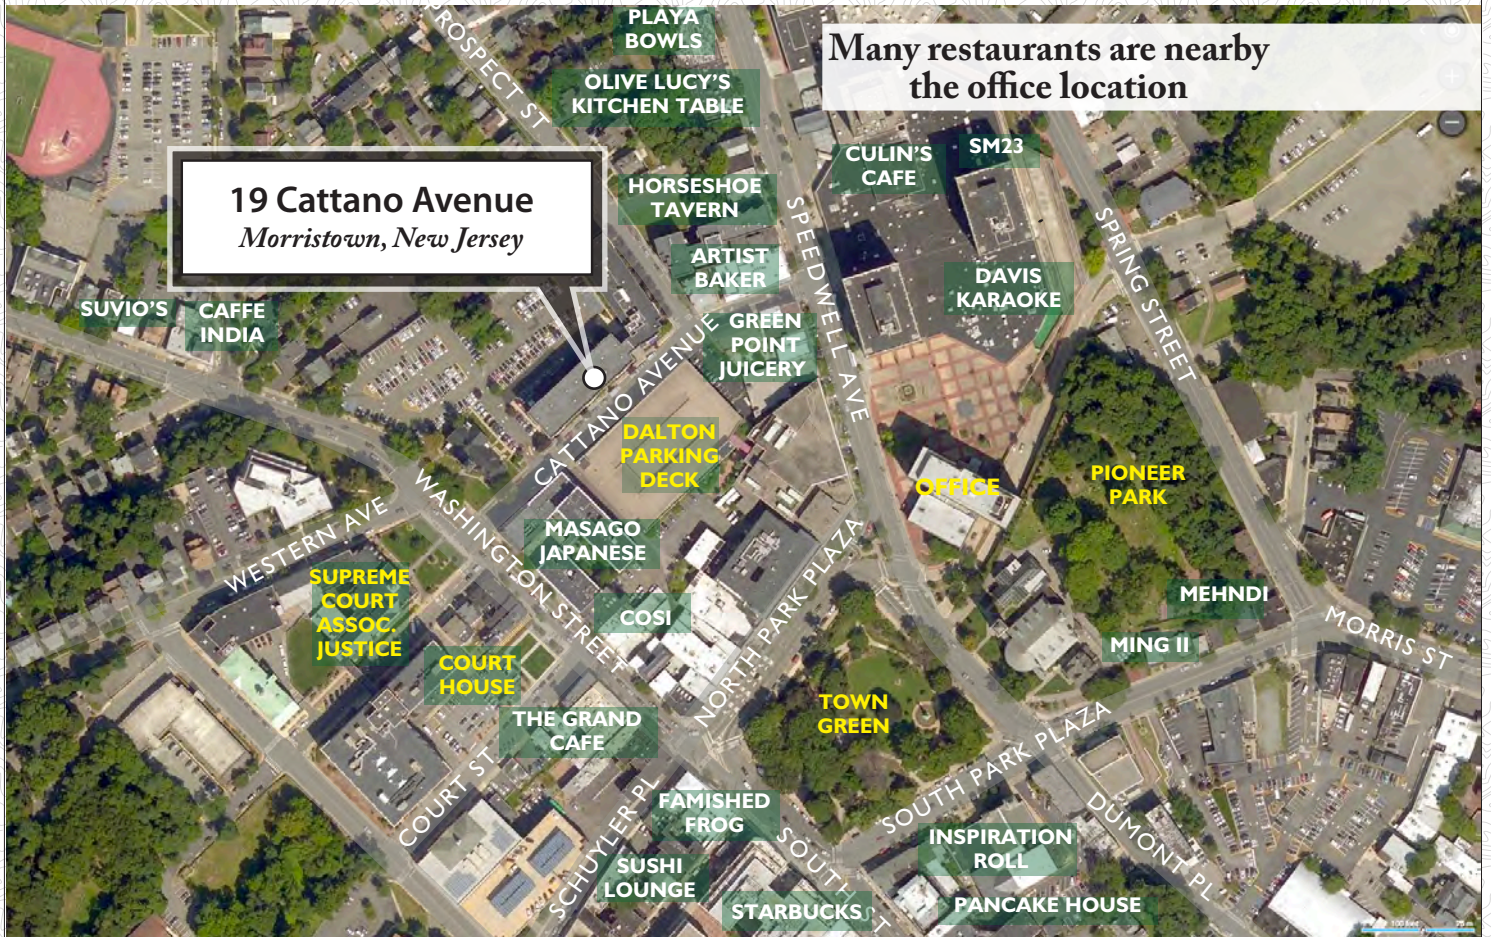 PLAYA
BOWLS
Many restaurants are nearby
the office location
PROSPECT ST
OLIVE LUCY'S
KITCHEN TABLE
SM23
CULIN'S
CAFE
19 Cattano Avenue
Morristown, New Jersey
HORSESHOE
TAVERN
SPEEDWELL AVE
SPRING STREET
ARTIST
BAKER
DAVIS
KARAOKE
SUVIO'S
CAFFE
INDIA
GREEN
POINT
JUICERY
CATTANO AVENUE
DALTON
PARKING
DECK
OFFICE
PIONEER
PARK
WASHINGTON STREET
WESTERN AVE
MASAGO
JAPANESE
SUPREME
COURT
ASSOC.
JUSTICE
COSI
NORTH PARK PLAZA
MEHNDI
MING II
MORRIS ST
COURT
HOUSE
TOWN
GREEN
THE GRAND
CAFE
SOUTH PARK PLAZA
COURT ST
SCHUYLER PL
FAMISHED
FROG
SOUTH ST
DUMONT PL
INSPIRATION
ROLL
SUSHI
LOUNGE
STARBUCKS
PANCAKE HOUSE